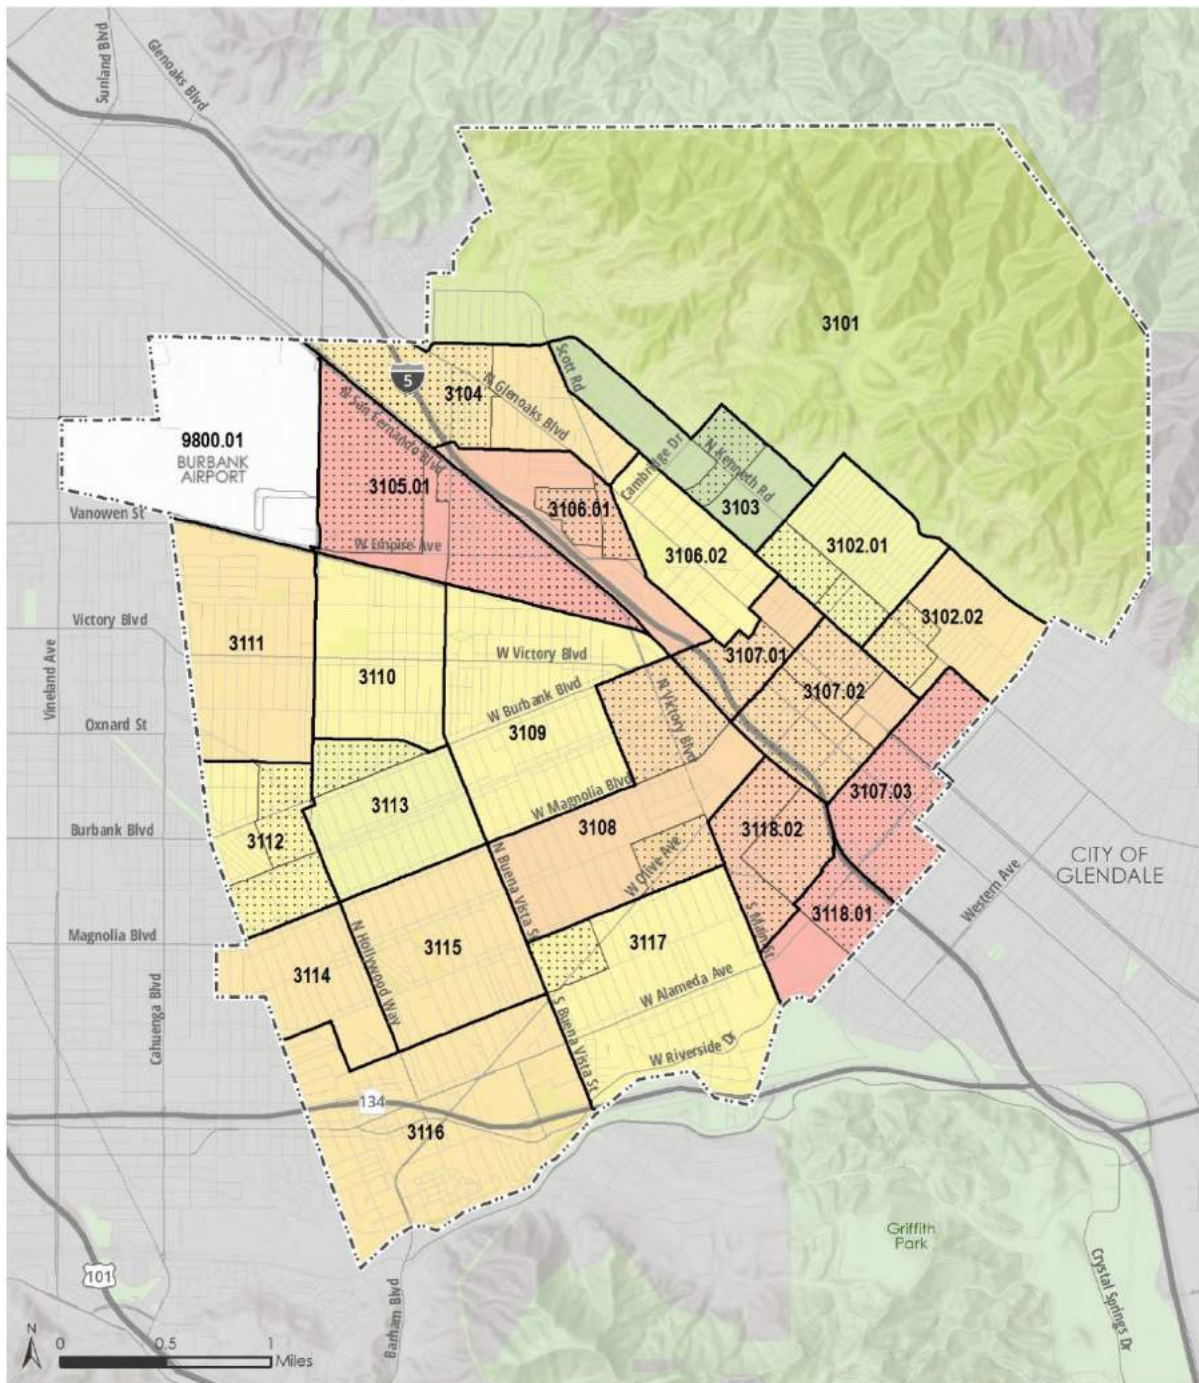 Sunland Blvd
Glenoaks Blvd
3101
Scott Rd
5
3104
N Glenoaks Blvd
N San Fernando Blvd
9800.01
BURBANK
AIRPORT
Cambridge Dr
N Kenneth Rd
3105.01
3106.01
3103
Vanowen St
W Empire Ave
3106.02
3102.01
Victory Blvd
3111
3102.02
W Victory Blvd
3110
3107.01
Vineland Ave
3107.02
W Burbank Blvd
N Victory Blvd
Oxnard St
3109
W Magnolia Blvd
3107.03
3113
Burbank Blvd
3112
3108
3118.02
W Olive Ave
CITY OF
GLENDALE
Western Ave
N Buena Vista St
3118.01
S Main St
Magnolia Blvd
3117
3115
N Hollywood Way
3114
W Alameda Ave
Cahuenga Blvd
S Buena Vista St
W Riverside Dr
134
3116
Griffith
Park
101
Barham Blvd
Crystal Springs Dr
N
0 0.5 1
Miles